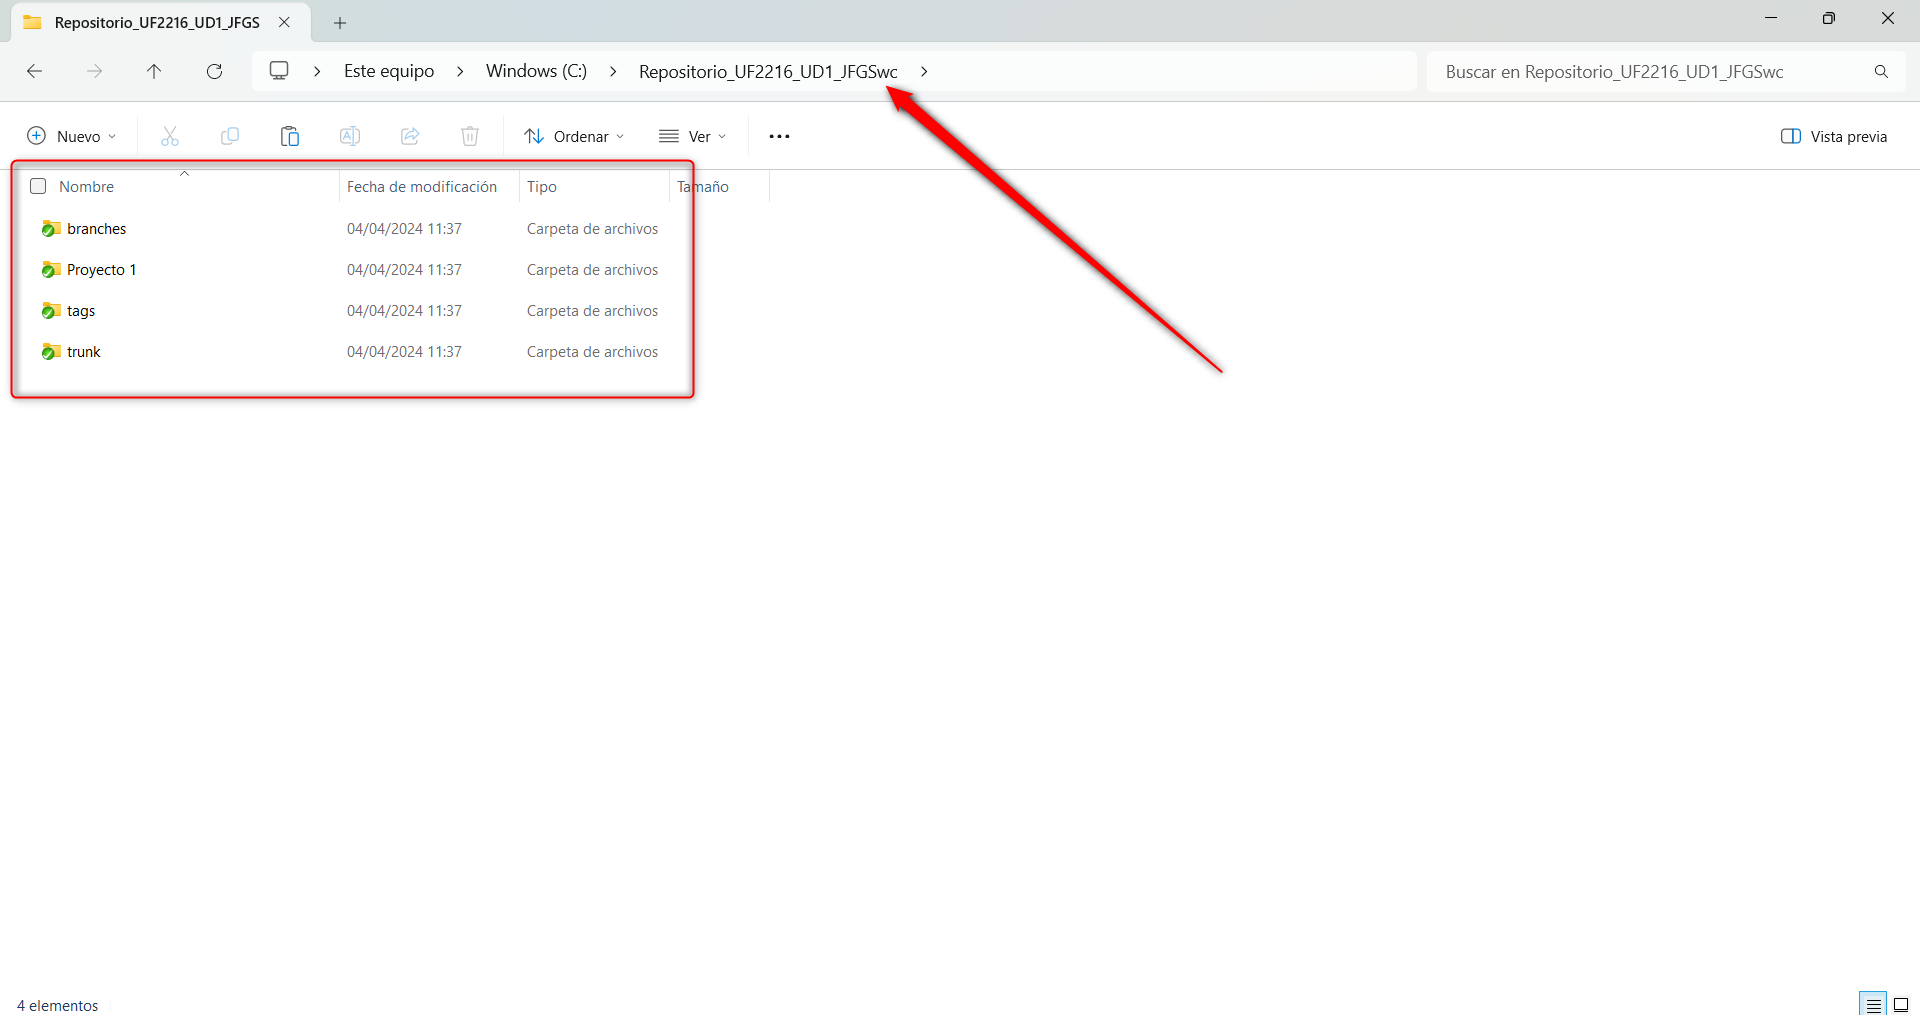 Repositorio_UF2216_UD1_JFGS
Este equipo > Windows (C:) > Repositorio_UF2216_UD1_JFGSwc >
Buscar en Repositorio_UF2216_UD1_JFGSwc
Nuevo
Ordenar
Ver
Vista previa
Nombre Fecha de modificación Tipo Tamaño
branches 04/04/2024 11:37 Carpeta de archivos
Proyecto 1 04/04/2024 11:37 Carpeta de archivos
tags 04/04/2024 11:37 Carpeta de archivos
trunk 04/04/2024 11:37 Carpeta de archivos
4 elementos